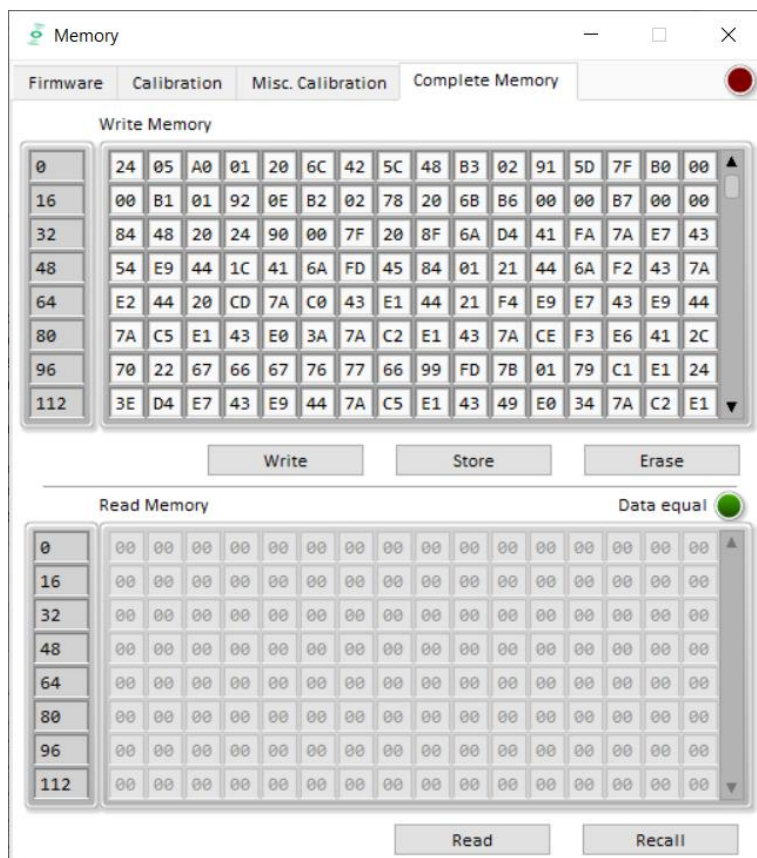 Memory
Firmware Calibration Misc. Calibration Complete Memory
Write Memory
0 24 05 A0 01 20 6C 42 5C 48 B3 02 91 5D 7F B0 00
16 00 B1 01 92 0E B2 02 78 20 6B B6 00 00 B7 00 00
32 84 48 20 24 90 00 7F 20 8F 6A D4 41 FA 7A E7 43
48 54 E9 44 1C 41 6A FD 45 84 01 21 44 6A F2 43 7A
64 E2 44 20 CD 7A C0 43 E1 44 21 F4 E9 E7 43 E9 44
80 7A C5 E1 43 E0 3A 7A C2 E1 43 7A CE F3 E6 41 2C
96 70 22 67 66 67 76 77 66 99 FD 7B 01 79 C1 E1 24
112 3E D4 E7 43 E9 44 7A C5 E1 43 49 E0 34 7A C2 E1
Write Store Erase
Read Memory Data equal
0 00 00 00 00 00 00 00 00 00 00 00 00 00 00 00 00
16 00 00 00 00 00 00 00 00 00 00 00 00 00 00 00 00
32 00 00 00 00 00 00 00 00 00 00 00 00 00 00 00 00
48 00 00 00 00 00 00 00 00 00 00 00 00 00 00 00 00
64 00 00 00 00 00 00 00 00 00 00 00 00 00 00 00 00
80 00 00 00 00 00 00 00 00 00 00 00 00 00 00 00 00
96 00 00 00 00 00 00 00 00 00 00 00 00 00 00 00 00
112 00 00 00 00 00 00 00 00 00 00 00 00 00 00 00 00
Read Recall